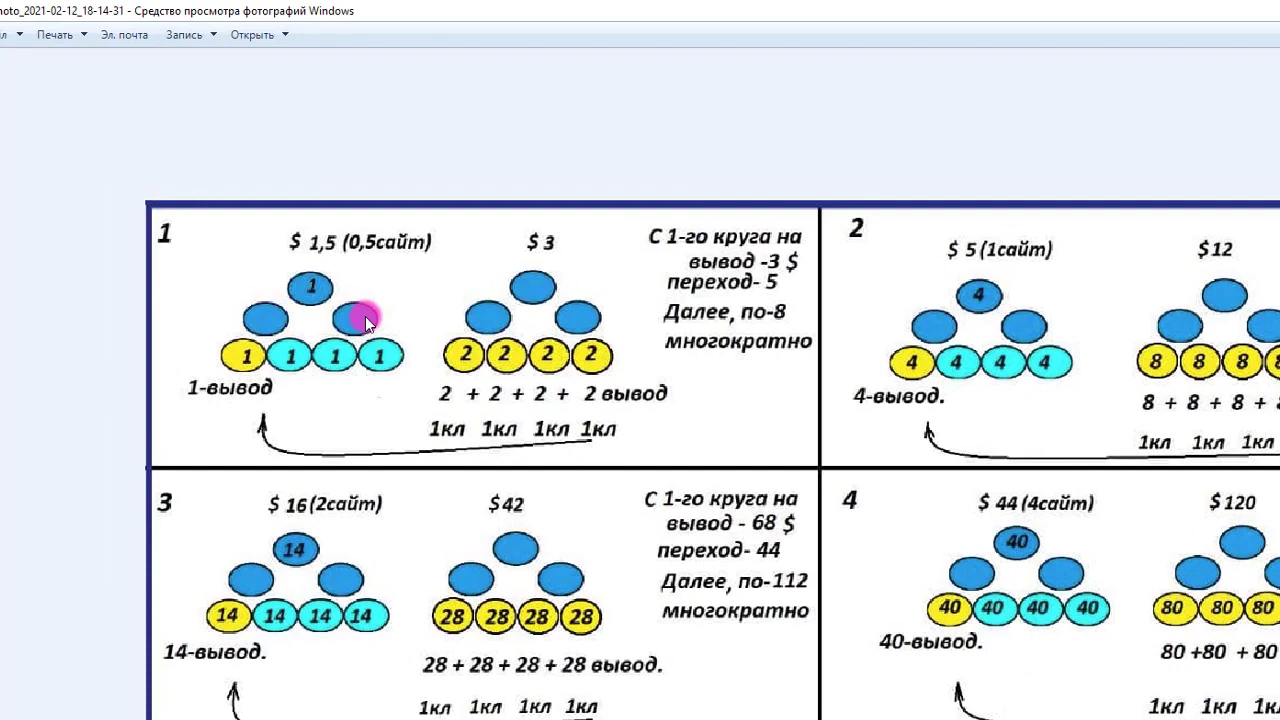 hoto_2021-02-12_18-14-31 - Средство просмотра фотографий Windows
Печать Эл. почта Запись Открыть
1
$ 1,5 (0,5сайт)
1
1 1 1 1
1-вывод
$ 3
2 2 2 2
2 + 2 + 2 + 2 вывод
1кл 1кл 1кл 1кл
С 1-го круга на
вывод -3 $
переход- 5
Далее, по-8
многократно
2
$ 5 (1сайт)
4
4 4 4 4
4-вывод.
$12
8 8 8 8
8 + 8 + 8 + 8
1кл 1кл 1кл
3
$ 16 (2сайт)
14
14 14 14 14
14-вывод.
$42
28 28 28 28
28 + 28 + 28 + 28 вывод.
1кл 1кл 1кл 1кл
С 1-го круга на
вывод - 68 $
переход- 44
Далее, по-112
многократно
4
$ 44 (4сайт)
40
40 40 40 40
40-вывод.
$120
80 80 80
80 +80 + 80
1кл 1кл 1кл